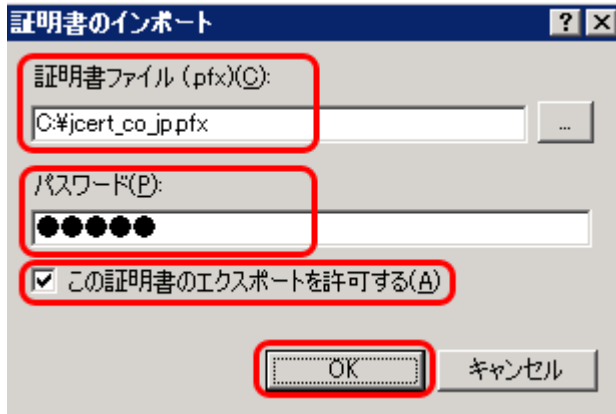 証明書のインポート
証明書ファイル (.pfx)(C):
C:¥jcert_co_jp.pfx
...
パスワード(P):
●●●●●
この証明書のエクスポートを許可する(A)
OK
キャンセル